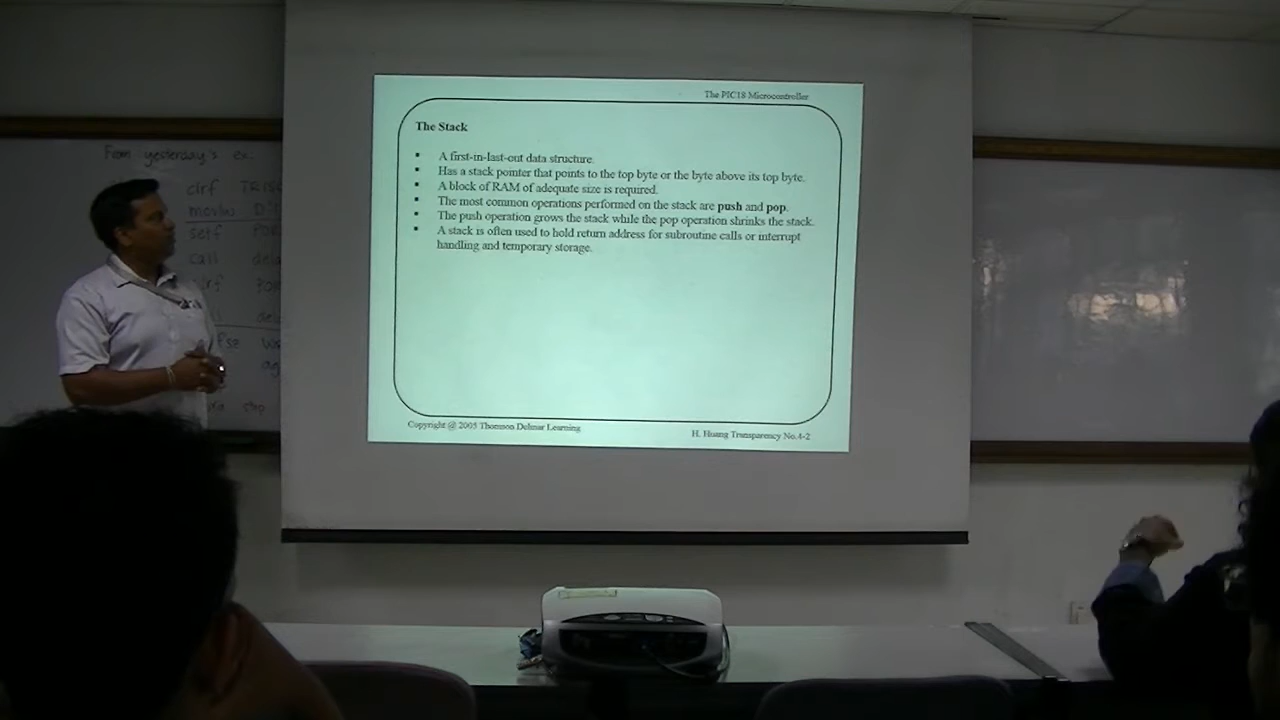 The PIC18 Microcontroller
The Stack
▪ A first-in-last-out data structure.
▪ Has a stack pointer that points to the top byte or the byte above its top byte.
▪ A block of RAM of adequate size is required.
▪ The most common operations performed on the stack are push and pop.
▪ The push operation grows the stack while the pop operation shrinks the stack.
▪ A stack is often used to hold return address for subroutine calls or interrupt
handling and temporary storage.
Copyright @ 2005 Thomson Delmar Learning
H. Huang Transparency No.4-2
From yesterday's ex
clrf TRISC
movlw
setf
call